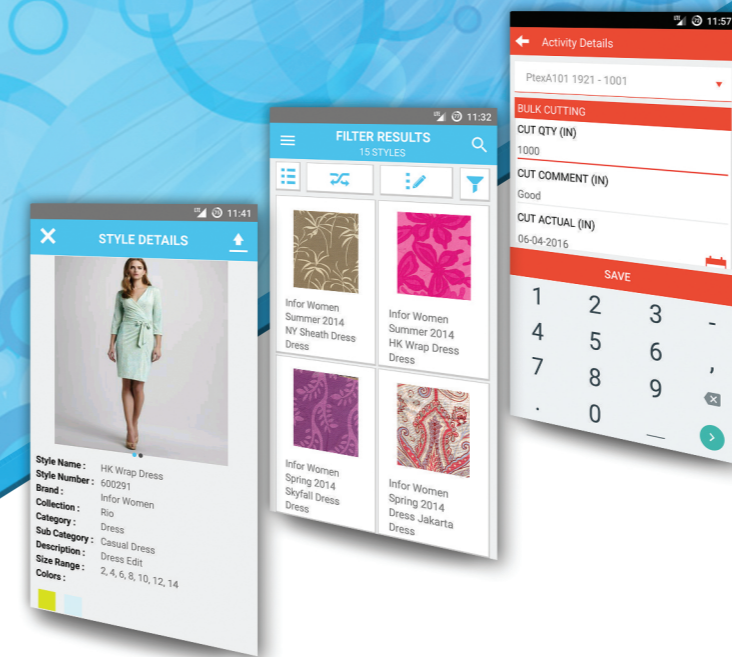 11:41
STYLE DETAILS
Style Name : HK Wrap Dress
Style Number : 600291
Brand : Infor Women
Collection : Rio
Category : Dress
Sub Category : Casual Dress
Description : Dress Edit
Size Range : 2, 4, 6, 8, 10, 12, 14
Colors :
11:32
FILTER RESULTS
15 STYLES
Infor Women
Summer 2014
NY Sheath Dress
Dress
Infor Women
Summer 2014
HK Wrap Dress
Dress
Infor Women
Spring 2014
Skyfall Dress
Dress
Infor Women
Spring 2014
Dress Jakarta
Dress
11:57
Activity Details
PtexA101 1921 - 1001
BULK CUTTING
CUT QTY (IN)
1000
CUT COMMENT (IN)
Good
CUT ACTUAL (IN)
06-04-2016
SAVE
1 2 3 -
4 5 6 ,
7 8 9
. 0 _